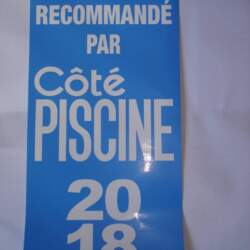 RECOMMANDÉ
PAR
Côté
PISCINE
20
18